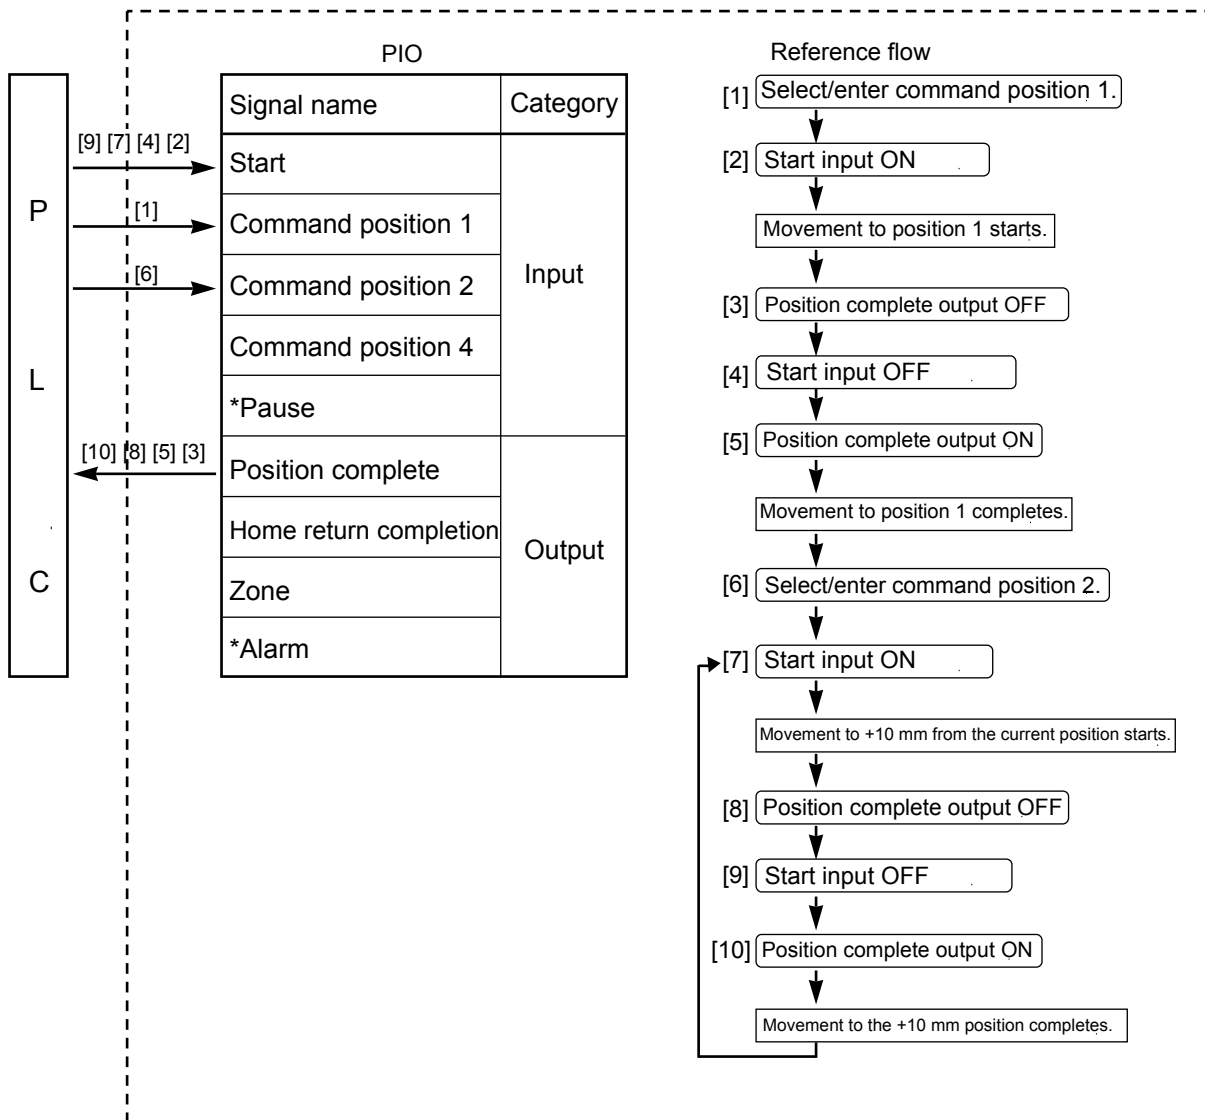 PIO
Signal name Category
[9] [7] [4] [2]
Start
[1]
Command position 1
[6]
Command position 2
Input
Command position 4
*Pause
[10] [8] [5] [3]
Position complete
Home return completion
Output
Zone
*Alarm
P
L
C
Reference flow
[1] Select/enter command position 1.
[2] Start input ON
Movement to position 1 starts.
[3] Position complete output OFF
[4] Start input OFF
[5] Position complete output ON
Movement to position 1 completes.
[6] Select/enter command position 2.
[7] Start input ON
Movement to +10 mm from the current position starts.
[8] Position complete output OFF
[9] Start input OFF
[10] Position complete output ON
Movement to the +10 mm position completes.